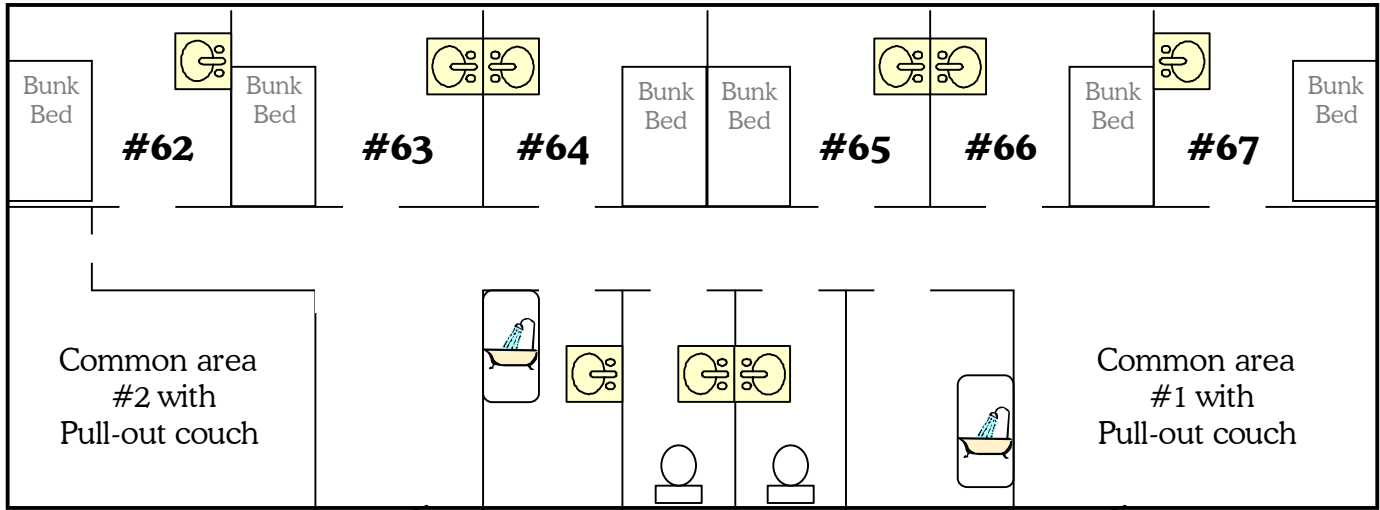 Bunk
Bed
#62
Bunk
Bed
#63
#64
Bunk
Bed
Bunk
Bed
#65
#66
Bunk
Bed
#67
Bunk
Bed
Common area
#2 with
Pull-out couch
Common area
#1 with
Pull-out couch